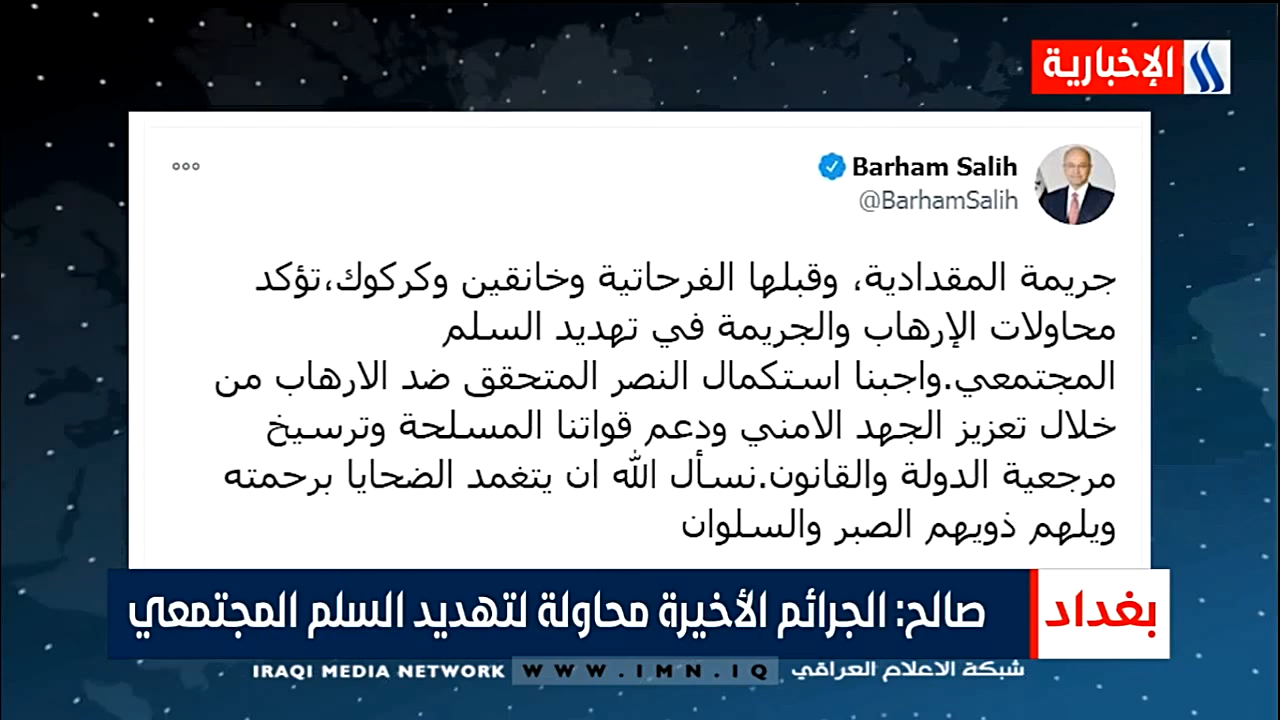 الإخبارية
Barham Salih
@BarhamSalih
جريمة المقدادية، وقبلها الفرحاتية وخانقين وكركوك،تؤكد
محاولات الإرهاب والجريمة في تهديد السلم
المجتمعي.واجبنا استكمال النصر المتحقق ضد الارهاب من
خلال تعزيز الجهد الامني ودعم قواتنا المسلحة وترسيخ
مرجعية الدولة والقانون.نسأل الله ان يتغمد الضحايا برحمته
ويلهم ذويهم الصبر والسلوان
بغداد
صالح: الجرائم الأخيرة محاولة لتهديد السلم المجتمعي
شبكة الاعلام العراقي WWW.IMN.IQ IRAQI MEDIA NETWORK